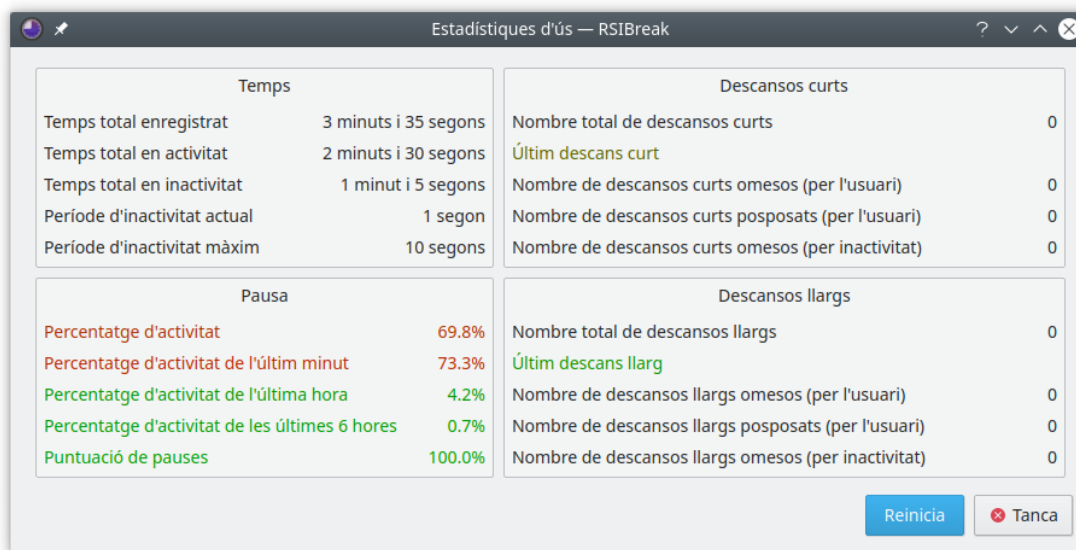 Estadístiques d'ús — RSIBreak
Temps
Temps total enregistrat 3 minuts i 35 segons
Temps total en activitat 2 minuts i 30 segons
Temps total en inactivitat 1 minut i 5 segons
Període d'inactivitat actual 1 segon
Període d'inactivitat màxim 10 segons
Descansos curts
Nombre total de descansos curts 0
Últim descans curt
Nombre de descansos curts omesos (per l'usuari) 0
Nombre de descansos curts posposats (per l'usuari) 0
Nombre de descansos curts omesos (per inactivitat) 0
Pausa
Percentatge d'activitat 69.8%
Percentatge d'activitat de l'últim minut 73.3%
Percentatge d'activitat de l'última hora 4.2%
Percentatge d'activitat de les últimes 6 hores 0.7%
Puntuació de pauses 100.0%
Descansos llargs
Nombre total de descansos llargs 0
Últim descans llarg
Nombre de descansos llargs omesos (per l'usuari) 0
Nombre de descansos llargs posposats (per l'usuari) 0
Nombre de descansos llargs omesos (per inactivitat) 0
Reinicia
Tanca